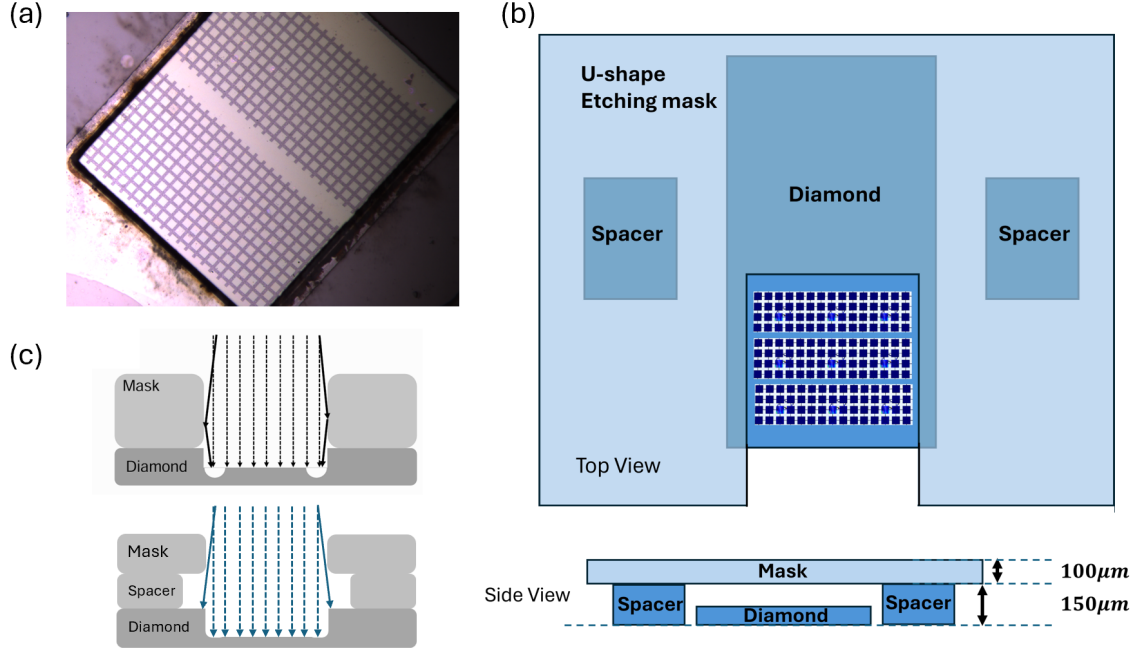 (a)
(b)
U-shape
Etching mask
Diamond
Spacer
Spacer
Top View
(c)
Mask
Diamond
Mask
Spacer
Diamond
Side View
Mask
Spacer
Spacer
Diamond
100μm
150μm